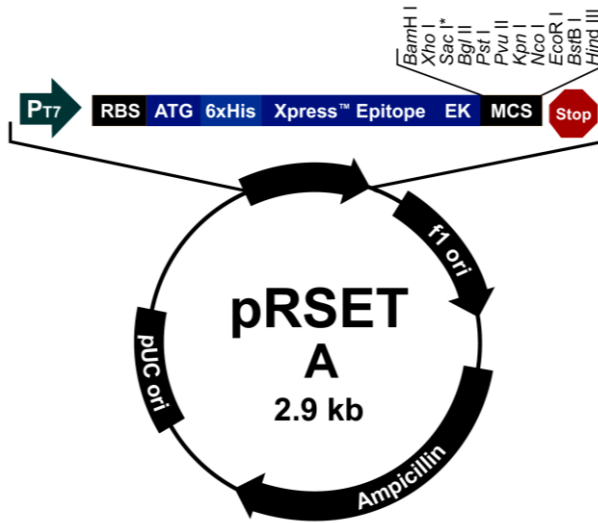 BamH I
Xho I
Sac I*
Bgl II
Pst I
Pvu II
Kpn I
Nco I
EcoR I
BstB I
Hind III
PT7 RBS ATG 6xHis Xpress™ Epitope EK MCS Stop
f1 ori
pRSET
A
2.9 kb
pUC ori
Ampicillin